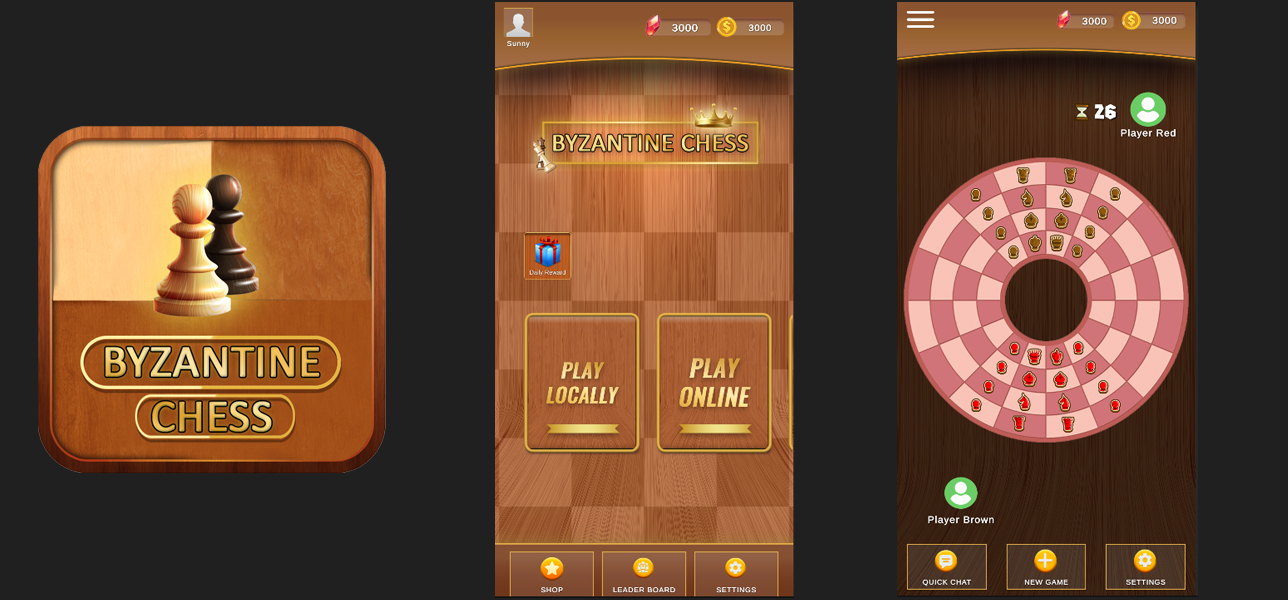 BYZANTINE
CHESS
Sunny
3000
3000
BYZANTINE CHESS
Daily Reward
PLAY
LOCALLY
PLAY
ONLINE
SHOP
LEADER BOARD
SETTINGS
3000
3000
26
Player Red
Player Brown
QUICK CHAT
NEW GAME
SETTINGS